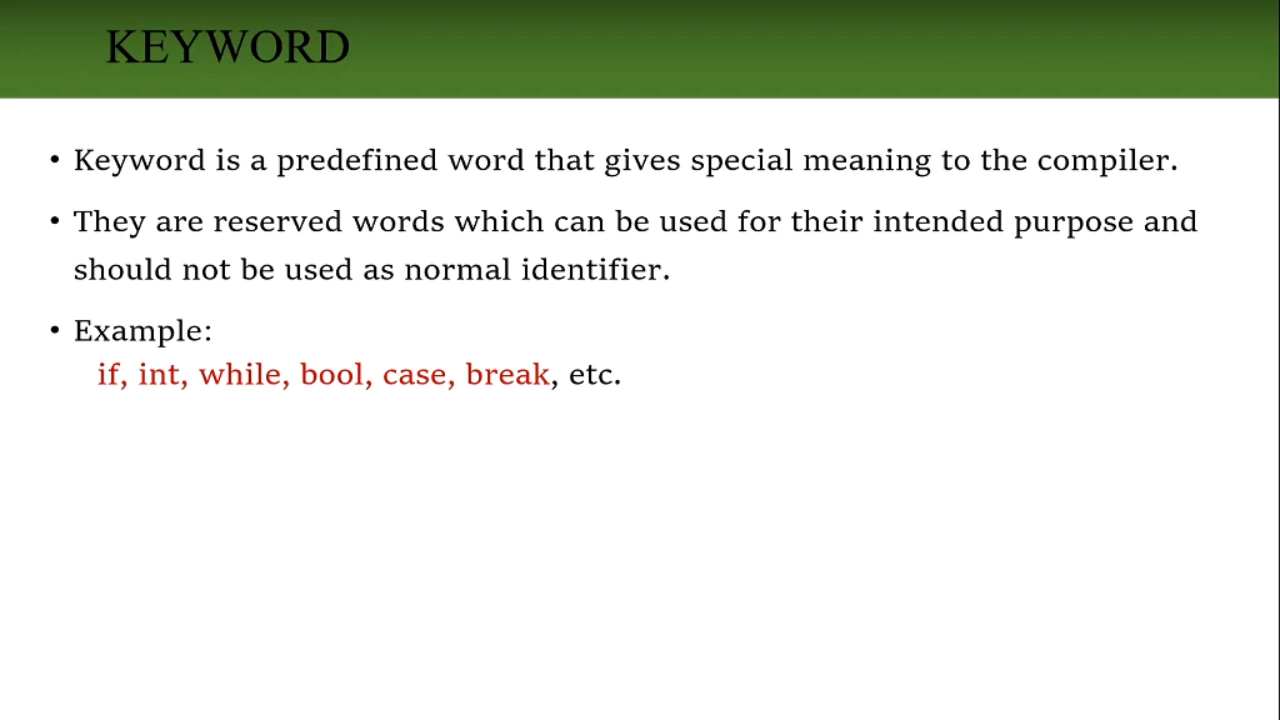 KEYWORD
• Keyword is a predefined word that gives special meaning to the compiler.
• They are reserved words which can be used for their intended purpose and
should not be used as normal identifier.
• Example:
if, int, while, bool, case, break, etc.